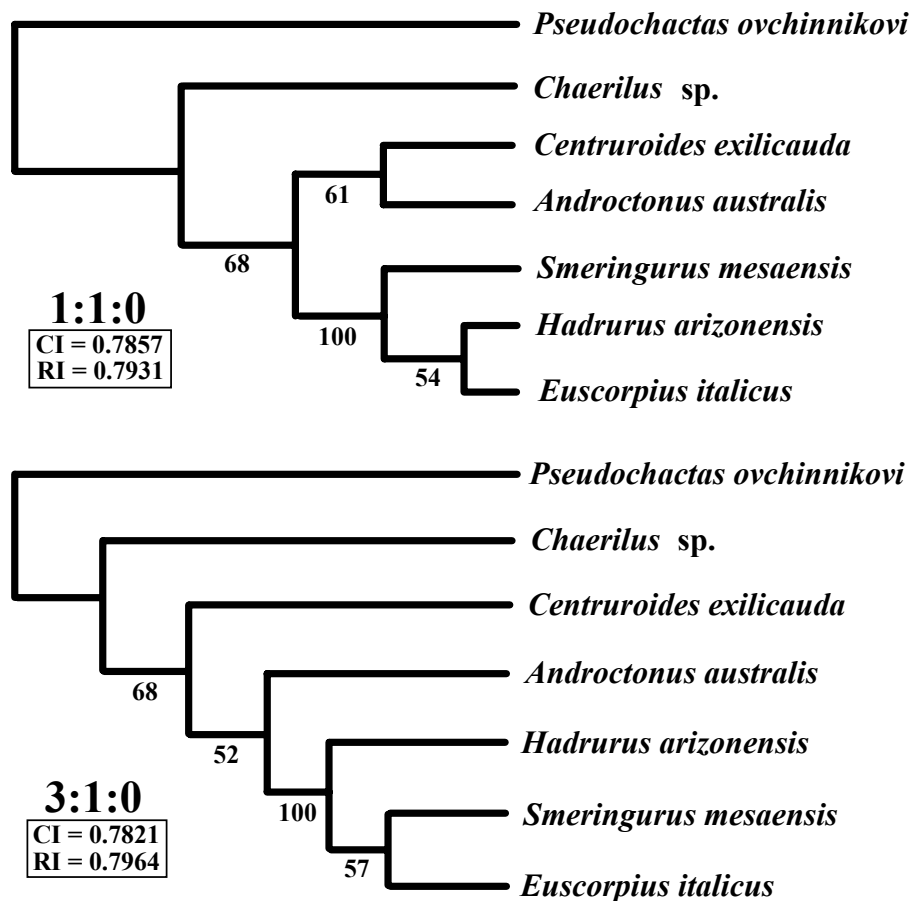 Pseudochactas ovchinnikovi
Chaerilus sp.
Centruroides exilicauda
61
Androctonus australis
68
Smeringurus mesaensis
1:1:0
Hadrurus arizonensis
100
CI = 0.7857
RI = 0.7931
54
Euscorpius italicus
Pseudochactas ovchinnikovi
Chaerilus sp.
Centruroides exilicauda
Androctonus australis
68
Hadrurus arizonensis
52
3:1:0
100
Smeringurus mesaensis
CI = 0.7821
RI = 0.7964
57
Euscorpius italicus